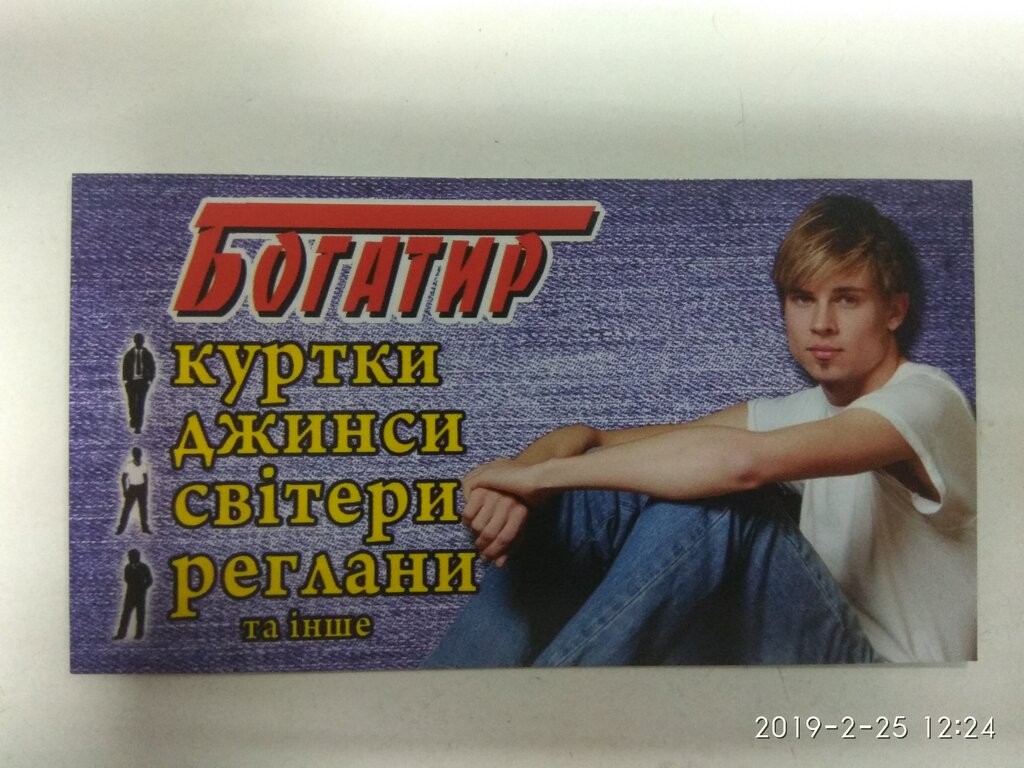 Богатир
куртки
джинси
світери
реглани
та інше
2019-2-25 12:24